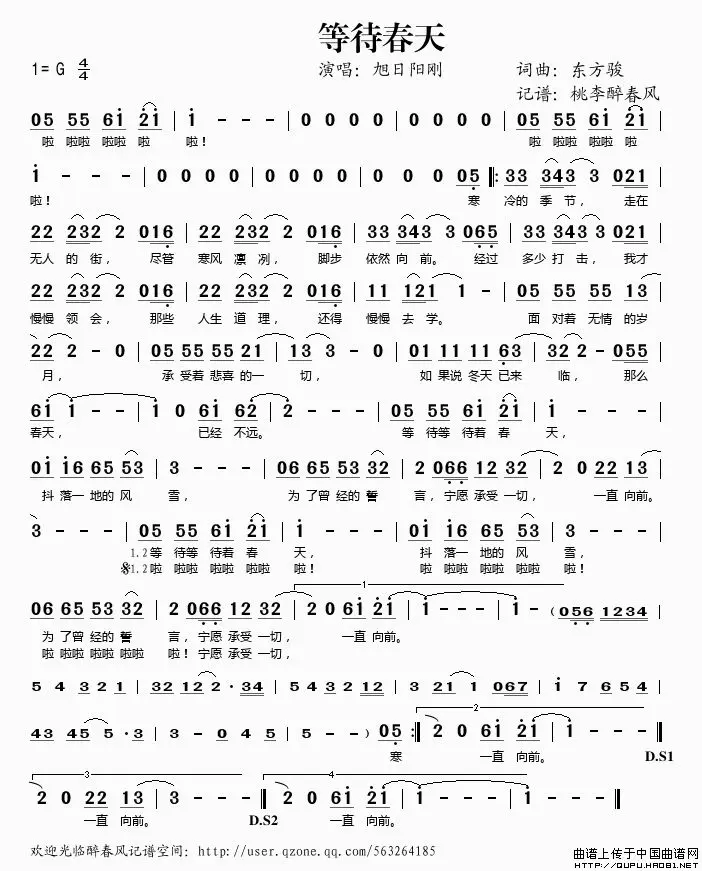 等待春天
1=G 4/4 演唱：旭日阳刚 词曲：东方骏
记谱：桃李醉春风
05 55 61 21 | 1 - - - | 0 0 0 0 | 0 0 0 0 | 05 55 61 21 |
啦 啦啦 啦啦 啦 啦！ 啦 啦啦 啦啦 啦
1 - - - | 0 0 0 0 | 0 0 0 0 | 0 0 0 05 |: 33 343 3 021 |
啦！ 寒 冷的 季 节， 走在
22 232 2 016 | 22 232 2 016 | 33 343 3 065 | 33 343 3 021 |
无人 的 街， 尽管 寒风 凛 冽， 脚步 依然 向 前。 经过 多少 打 击， 我才
22 232 2 016 | 22 232 2 016 | 11 121 1 - | 05 55 55 13 |
慢慢 领 会， 那些 人生 道 理， 还得 慢慢 去 学。 面 对着 无情 的岁
22 2 - 0 | 05 55 55 21 | 13 3 - 0 | 01 11 11 63 | 32 2 - 055 |
月， 承 受着 悲喜 的一 切， 如 果说 冬天 已来 临， 那么
61 1 - - | 1 0 61 62 | 2 - - - | 05 55 61 21 | 1 - - - |
春天， 已经 不远。 等 待等 待着 春 天，
01 16 65 53 | 3 - - - | 06 65 53 32 | 2 066 12 32 | 2 0 22 13 |
抖 落一 地的 风 雪， 为 了曾 经的 誓 言，宁愿 承受 一切， 一直 向前。
3 - - - | 05 55 61 21 | 1 - - - | 01 16 65 53 | 3 - - - |
1.2等 待等 待着 春 天， 抖 落一 地的 风 雪，
𝄋1.2啦 啦啦 啦啦 啦啦 啦！ 啦 啦啦 啦啦 啦啦 啦！
1
06 65 53 32 | 2 066 12 32 | 2 0 61 21 | 1 - - - | 1 - (056 1234 |
为 了曾 经的 誓 言，宁愿 承受 一切， 一直 向前。
啦 啦啦 啦啦 啦啦 啦！宁愿 承受 一切，
5 4 3 2 1 | 32 12 2 · 34 | 5 4 3 2 12 | 3 21 1 067 | 1 7 6 5 4 |
2
43 45 5 · 3 | 3 - 0 4 5 | 5 - - ) 05 :| 2 0 61 21 | 1 - - - ||
寒 一直 向前。 D.S1
3 4
2 0 22 13 | 3 - - - || 2 0 61 21 | 1 - - - | 1 - - - ||
一直 向前。 D.S2 一直 向前。
欢迎光临醉春风记谱空间：http://user.qzone.qq.com/563264185
曲谱上传于中国曲谱网
http://QUPU.HAO81.NET